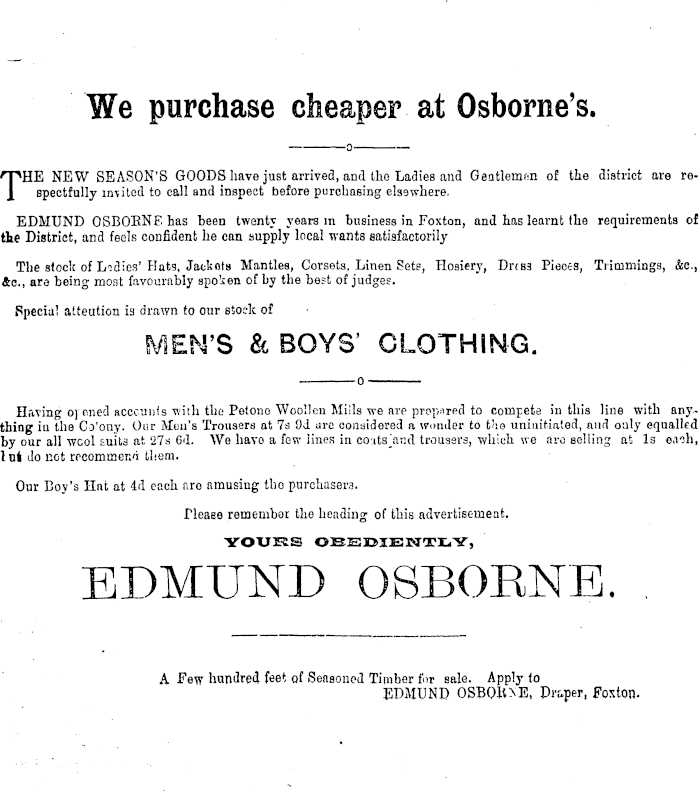 We purchase cheaper at Osborne's.
THE NEW SEASON'S GOODS have just arrived, and the Ladies and Gentlemen of the district are re-
spectfully invited to call and inspect before purchasing elsewhere.
EDMUND OSBORNE has been twenty years in business in Foxton, and has learnt the requirements of
the District, and feels confident he can supply local wants satisfactorily
The stock of Ladies' Hats, Jackets Mantles, Corsets, Linen Sets, Hosiery, Dress Pieces, Trimmings, &c.,
&c., are being most favourably spoken of by the best of judges.
Special attention is drawn to our stock of
MEN'S & BOYS' CLOTHING.
Having opened accounts with the Petone Woollen Mills we are prepared to compete in this line with any-
thing in the Colony. Our Men's Trousers at 7s 9d are considered a wonder to the uninitiated, and only equalled
by our all wool suits at 27s 6d. We have a few lines in coats and trousers, which we are selling at 1s each,
but do not recommend them.
Our Boy's Hat at 4d each are amusing the purchasers.
Please remember the heading of this advertisement.
YOURS OBEDIENTLY,
EDMUND OSBORNE.
A Few hundred feet of Seasoned Timber for sale. Apply to
EDMUND OSBORNE, Draper, Foxton.